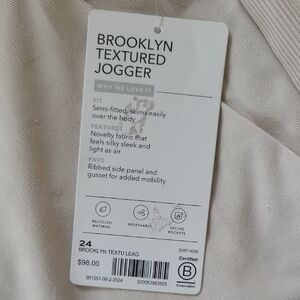 BROOKLYN
TEXTURED
JOGGER
WHY WE LOVE IT
FIT
Semi-fitted, skims easily
over the body
FEATURES
Novelty fabric that
feels silky sleek and
light as air
FAVS
Ribbed side panel and
gusset for added mobility
RECYCLED
MATERIAL
BREATHABLE
SECURE
POCKETS
24
BROOKLYN TEXTU LEAG
$98.00
Certified
B
Corporation